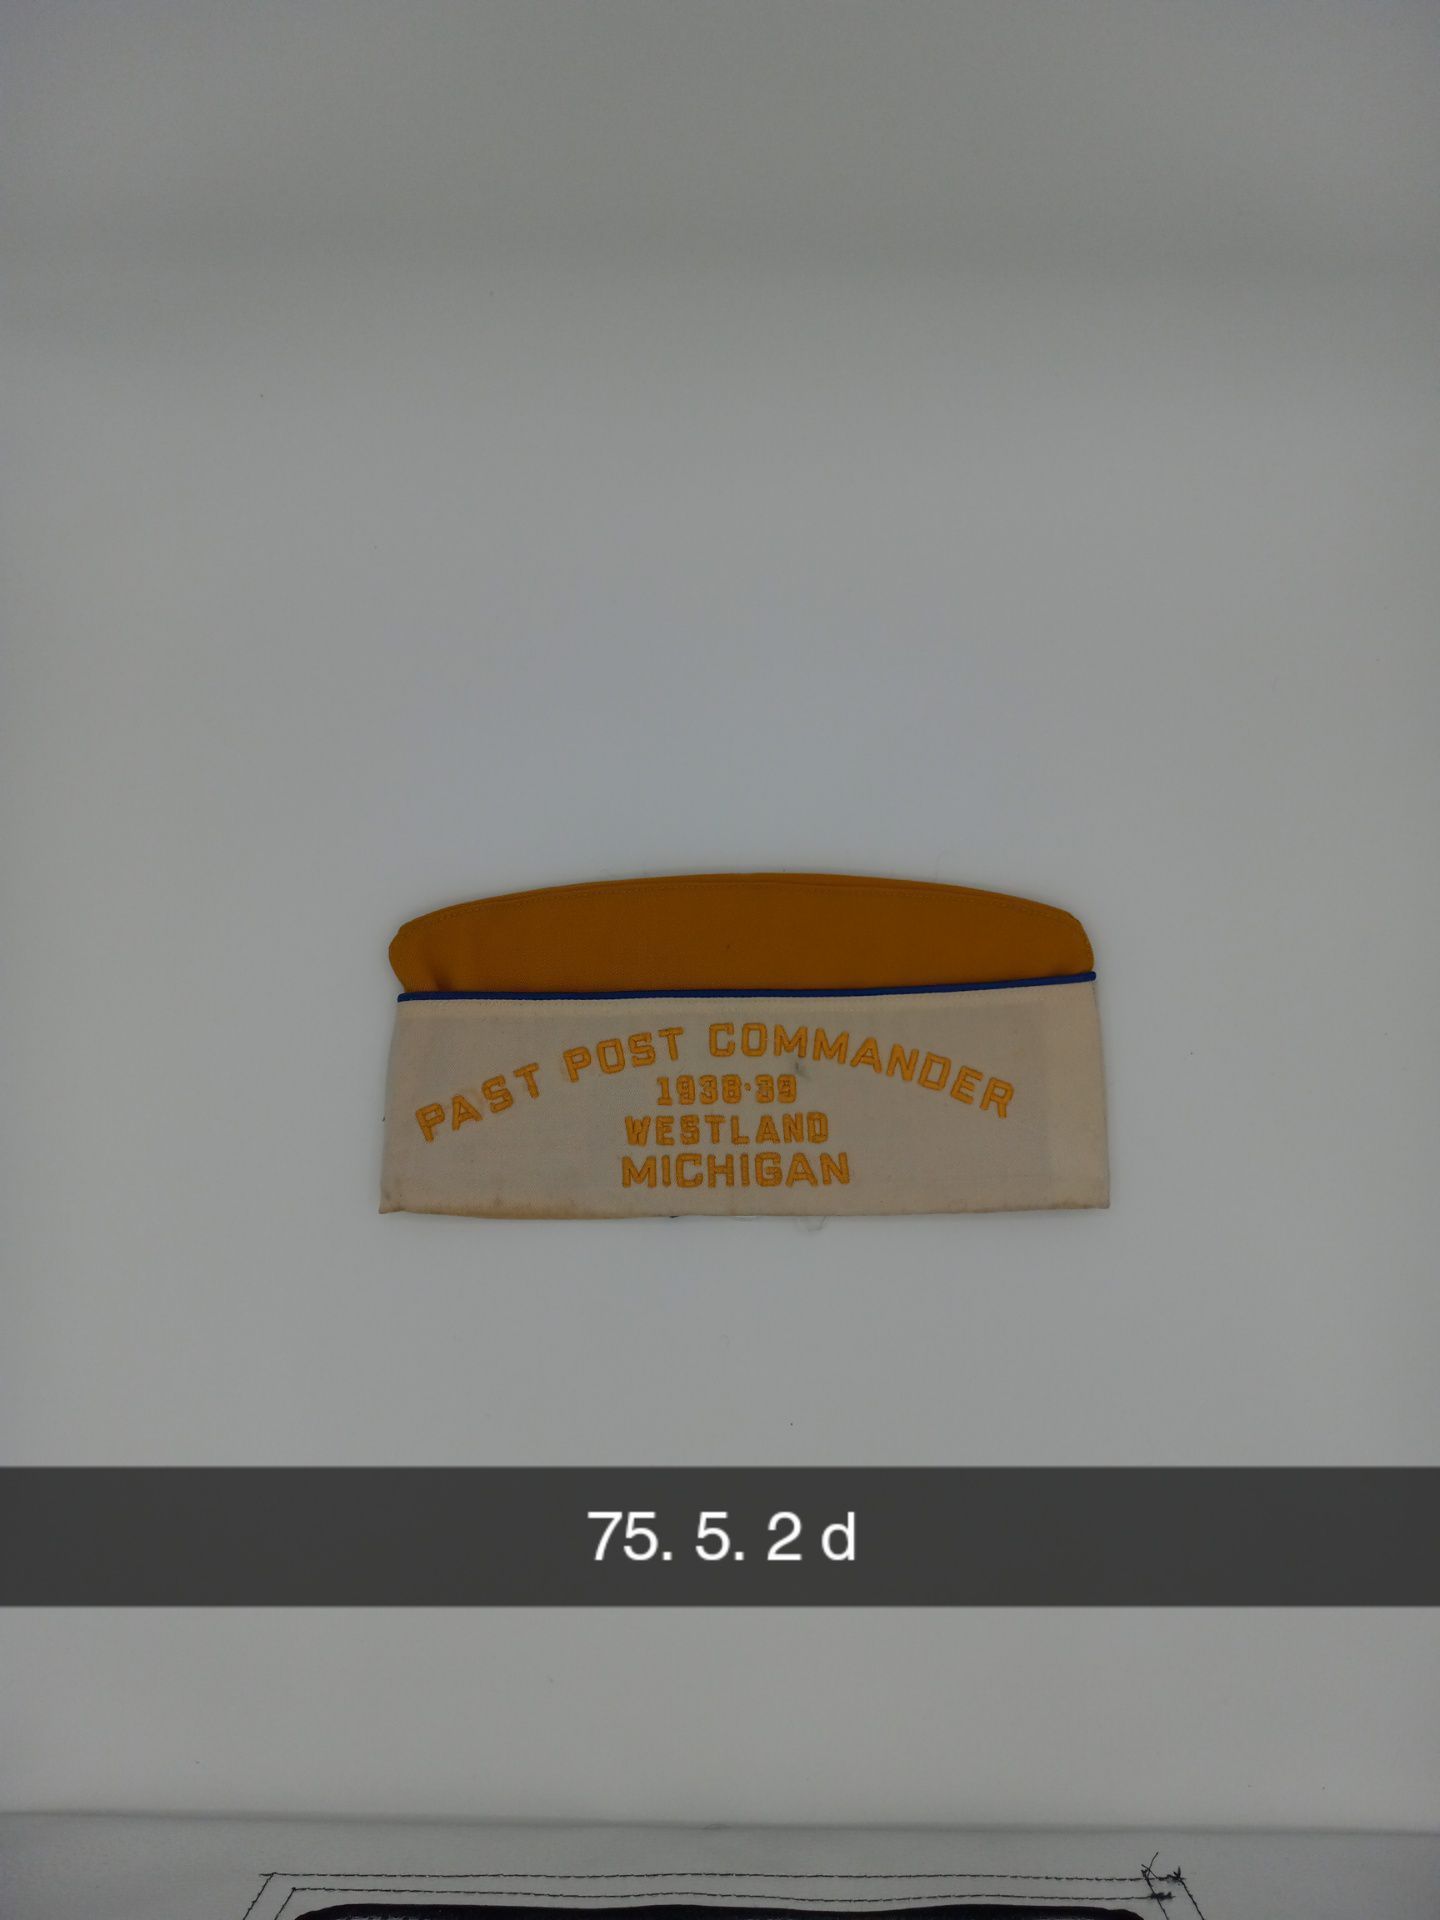 PAST POST COMMANDER
1938·39
WESTLAND
MICHIGAN
75. 5. 2 d